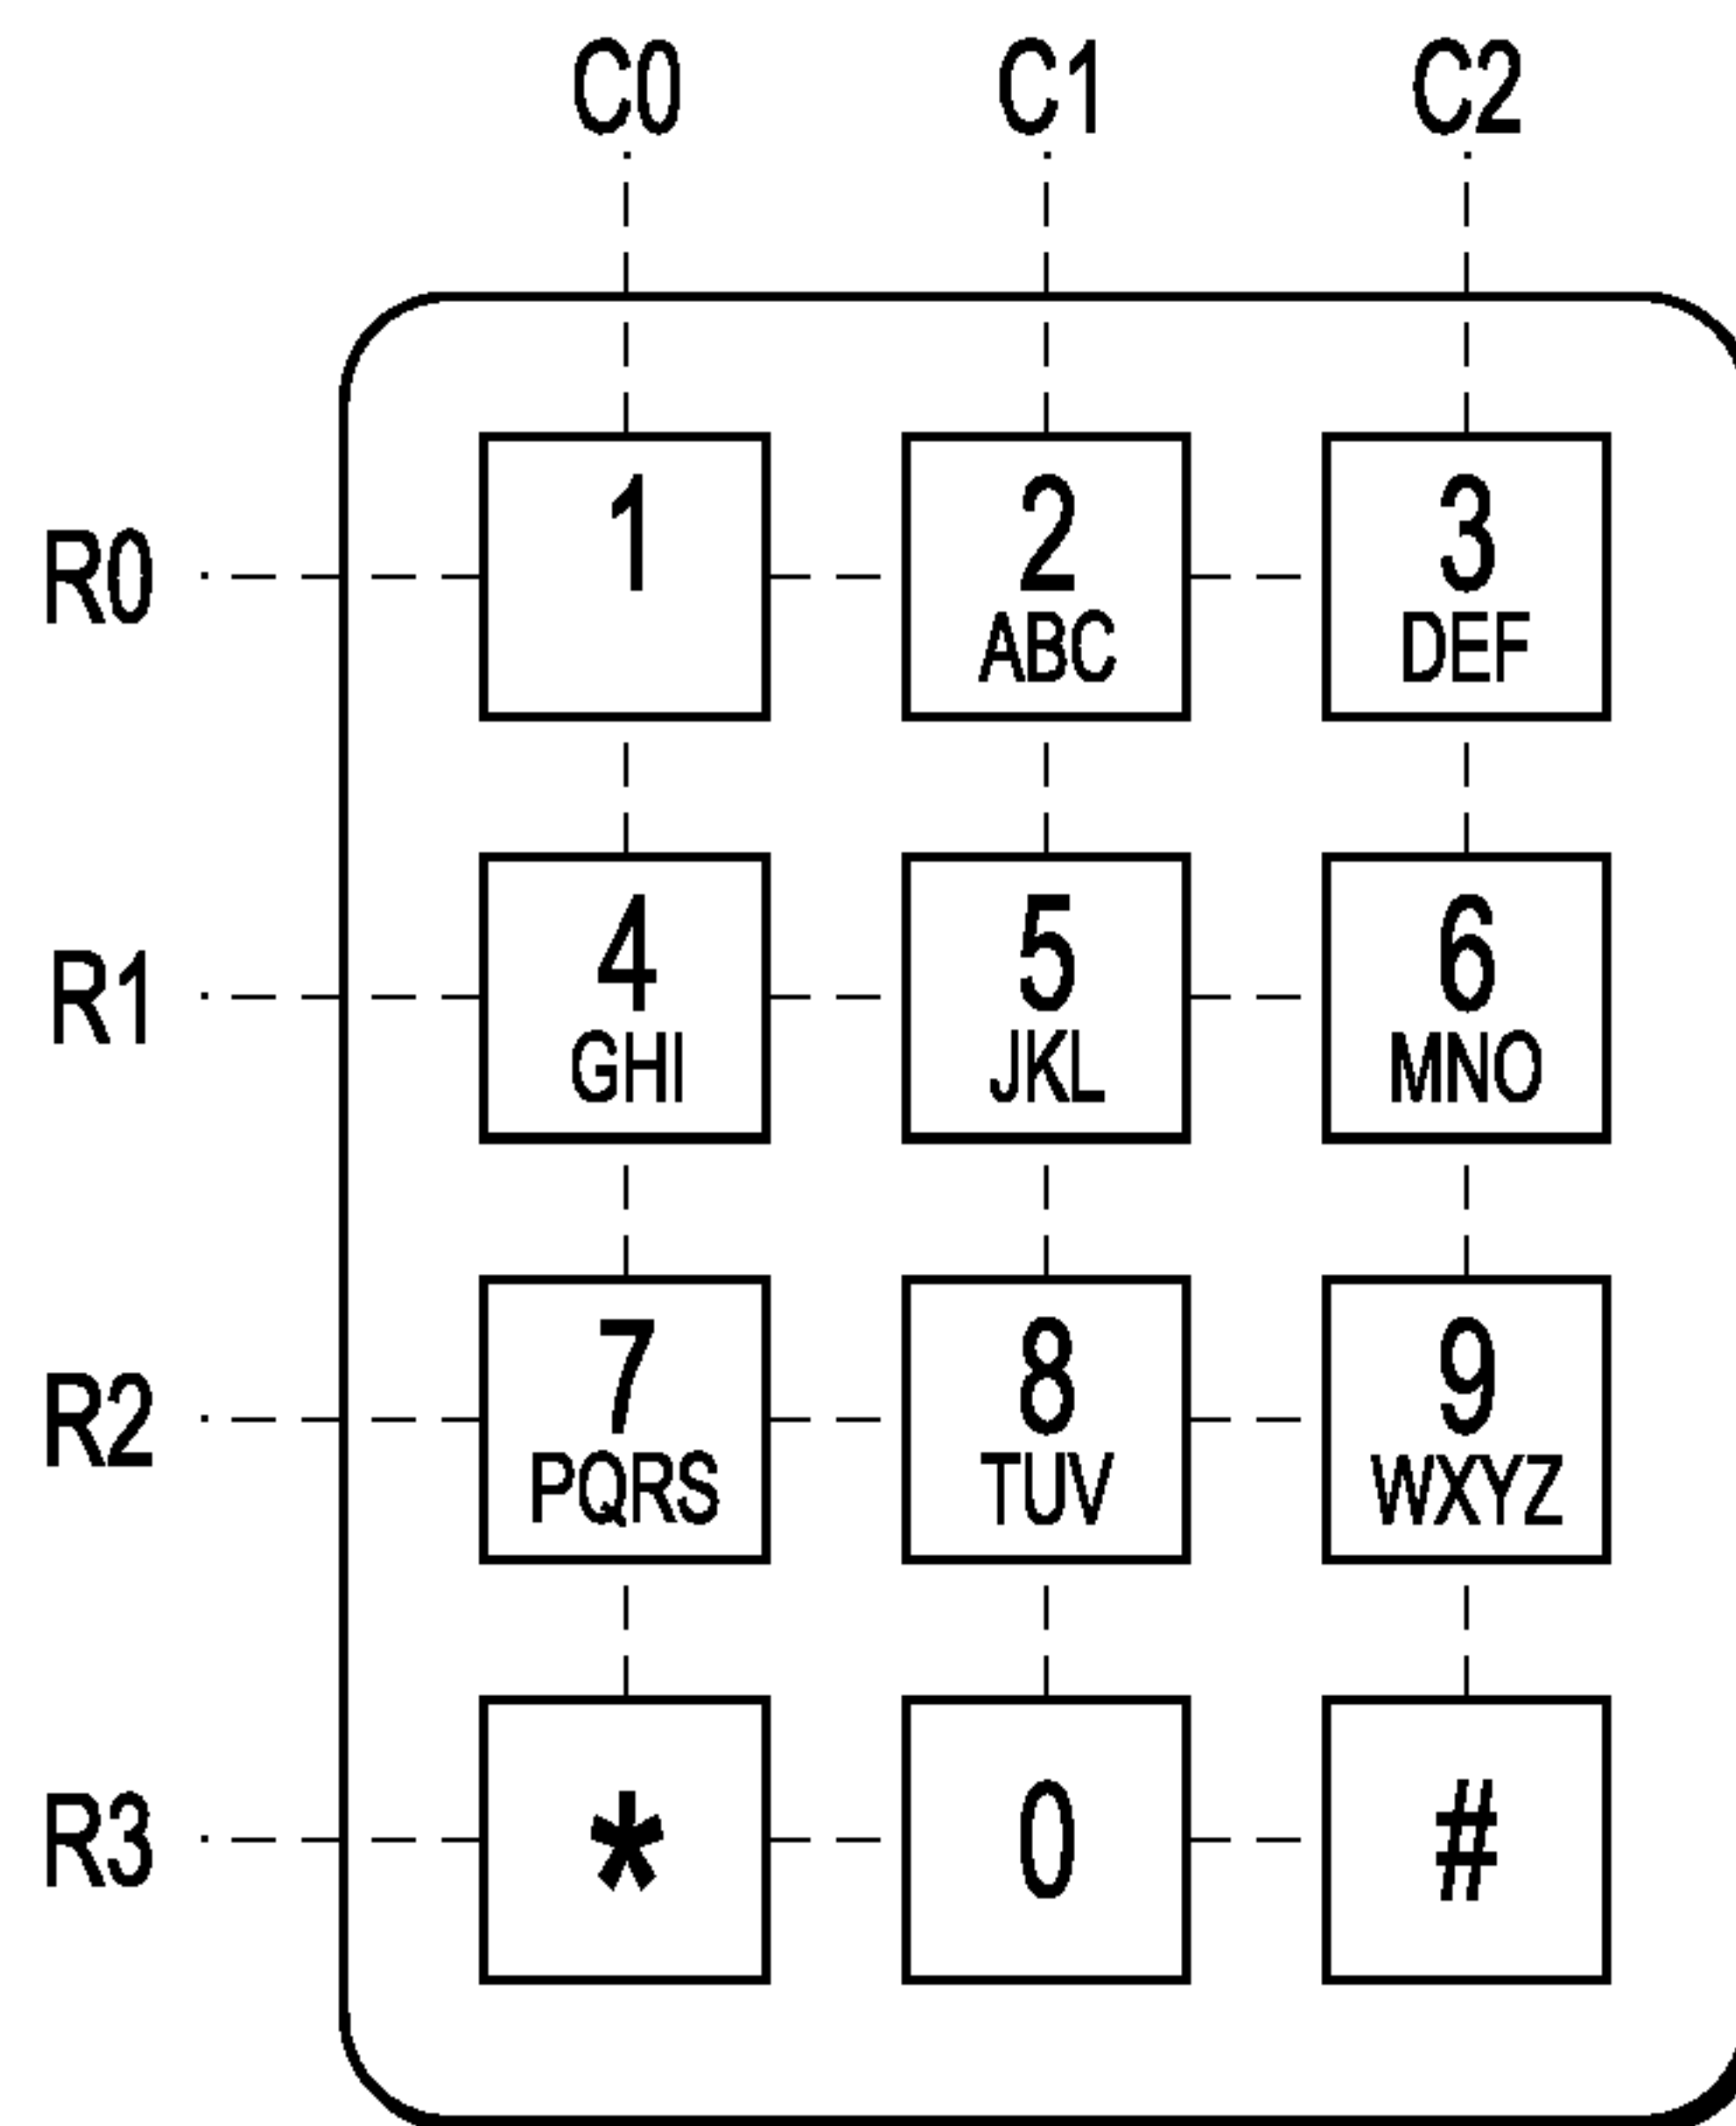 C0 C1 C2
R0 1 2 3
ABC DEF
R1 4 5 6
GHI JKL MNO
R2 7 8 9
PQRS TUV WXYZ
R3 * 0 #